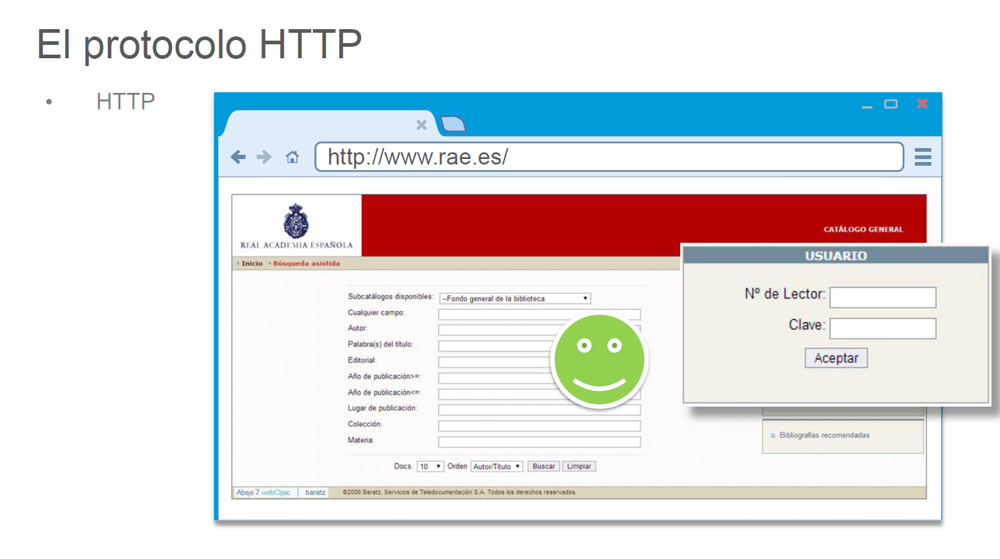 El protocolo HTTP
• HTTP
http://www.rae.es/
REAL ACADEMIA ESPAÑOLA
CATÁLOGO GENERAL
Inicio Búsqueda asistida
USUARIO
Nº de Lector:
Clave:
Aceptar
Subcatálogos disponibles: --Fondo general de la biblioteca
Cualquier campo:
Autor:
Palabra(s) del título:
Editorial:
Año de publicación>=:
Año de publicación<=:
Lugar de publicación:
Colección:
Materia:
Bibliografías recomendadas
Docs. 10 Orden Autor/Título Buscar Limpiar
Absys 7 webOpac | baratz ©2006 Baratz, Servicios de Teledocumentación S.A. Todos los derechos reservados.